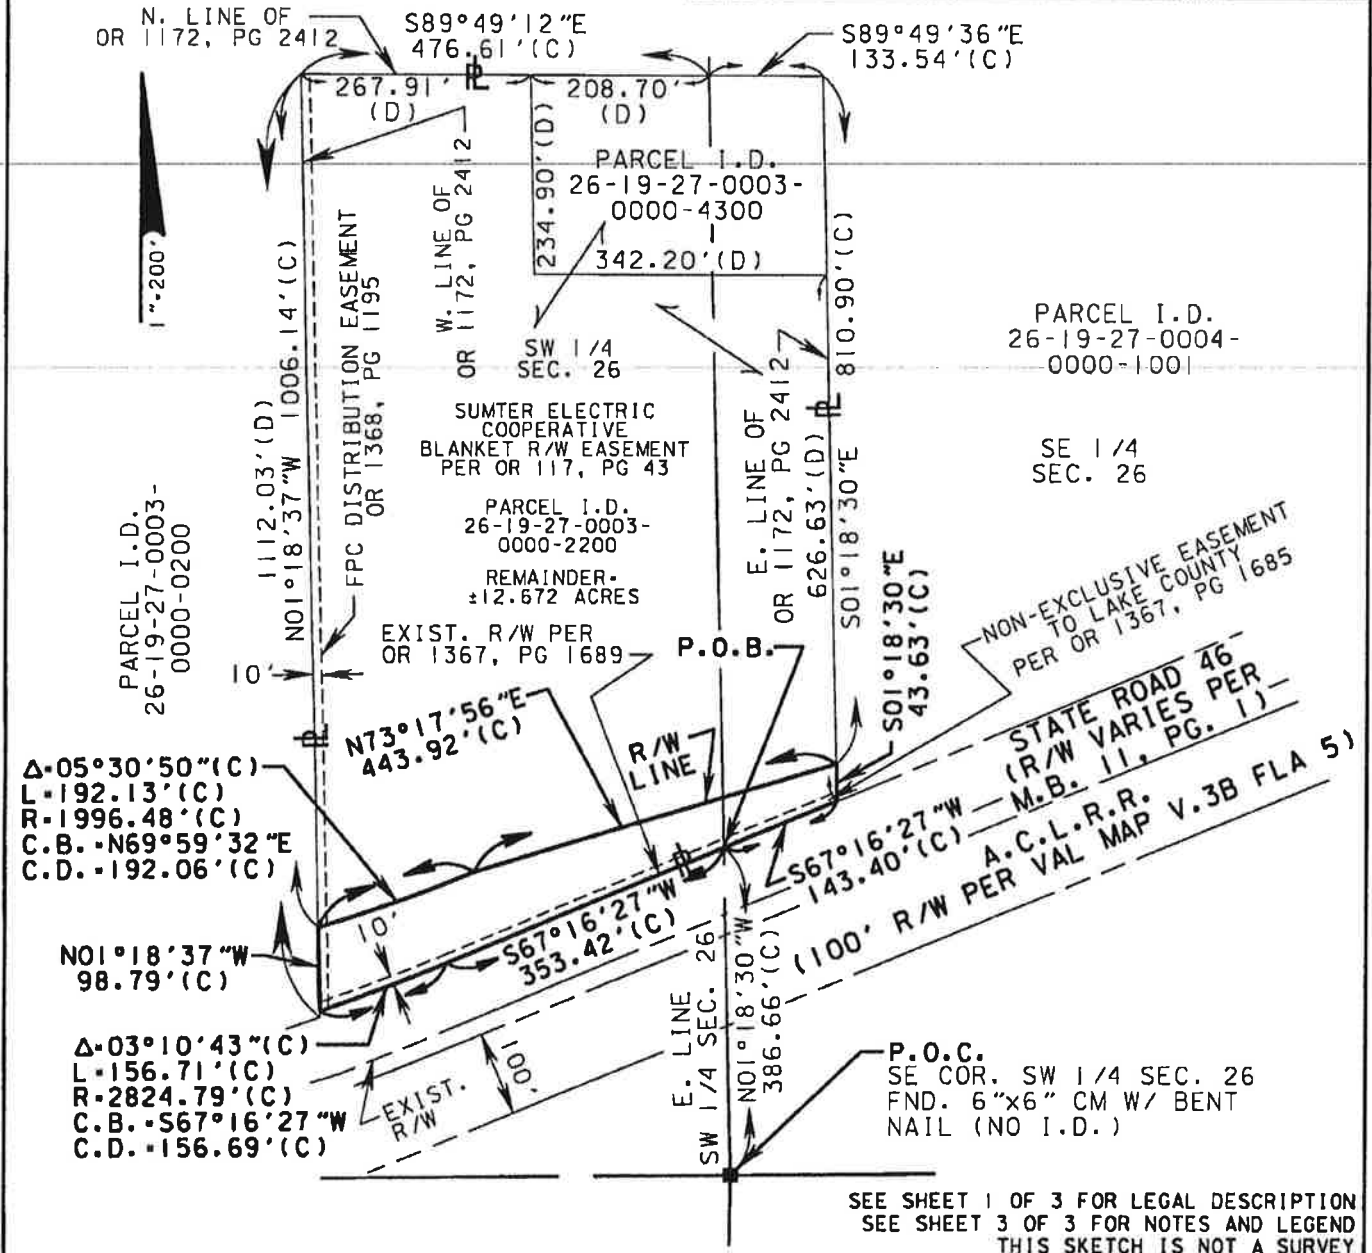 N. LINE OF
OR 1172, PG 2412
S89°49'12"E
476.61'(C)
S89°49'36"E
133.54'(C)
267.91'
(D)
208.70'
(D)
234.90'(D)
PARCEL I.D.
26-19-27-0003-
0000-4300
342.20'(D)
1"=200'
1112.03'(D)
N01°18'37"W 1006.14'(C)
FPC DISTRIBUTION EASEMENT
OR 1368, PG 1195
W. LINE OF
OR 1172, PG 2412
SW 1/4
SEC. 26
SUMTER ELECTRIC
COOPERATIVE
BLANKET R/W EASEMENT
PER OR 117, PG 43
PARCEL I.D.
26-19-27-0003-
0000-2200
REMAINDER=
±12.672 ACRES
E. LINE OF
OR 1172, PG 2412
626.63'(D)
S01°18'30"E
810.90'(C)
PARCEL I.D.
26-19-27-0004-
0000-1001
SE 1/4
SEC. 26
PARCEL I.D.
26-19-27-0003-
0000-0200
10'
EXIST. R/W PER
OR 1367, PG 1689
P.O.B.
S01°18'30"E
43.63'(C)
NON-EXCLUSIVE EASEMENT
TO LAKE COUNTY
PER OR 1367, PG 1685
N73°17'56"E
443.92'(C)
R/W
LINE
STATE ROAD 46
(R/W VARIES PER
M.B. 11, PG. 1)
A.C.L.R.R.
(100' R/W PER VAL MAP V.3B FLA 5)
Δ=05°30'50"(C)
L=192.13'(C)
R=1996.48'(C)
C.B.=N69°59'32"E
C.D.=192.06'(C)
S67°16'27"W
143.40'(C)
10'
S67°16'27"W
353.42'(C)
N01°18'37"W
98.79'(C)
Δ=03°10'43"(C)
L=156.71'(C)
R=2824.79'(C)
C.B.=S67°16'27"W
C.D.=156.69'(C)
EXIST.
R/W
100'
E. LINE
SW 1/4 SEC. 26
N01°18'30"W
386.66'(C)
P.O.C.
SE COR. SW 1/4 SEC. 26
FND. 6"x6" CM W/ BENT
NAIL (NO I.D.)
SEE SHEET 1 OF 3 FOR LEGAL DESCRIPTION
SEE SHEET 3 OF 3 FOR NOTES AND LEGEND
THIS SKETCH IS NOT A SURVEY